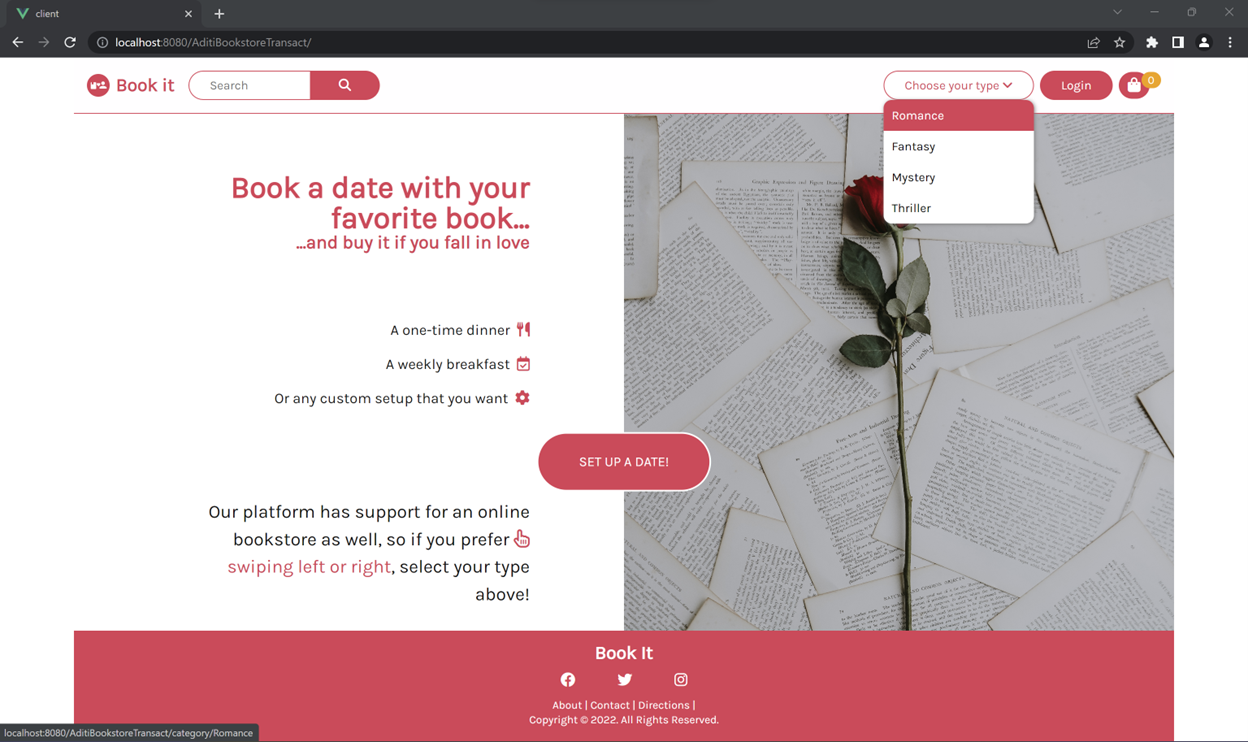 client
localhost:8080/AditiBookstoreTransact/
Book it
Search
Choose your type
Login
0
Romance
Fantasy
Mystery
Thriller
Book a date with your
favorite book...
...and buy it if you fall in love
A one-time dinner
A weekly breakfast
Or any custom setup that you want
SET UP A DATE!
Our platform has support for an online
bookstore as well, so if you prefer
swiping left or right, select your type
above!
Book It
About | Contact | Directions |
Copyright © 2022. All Rights Reserved.
localhost:8080/AditiBookstoreTransact/category/Romance